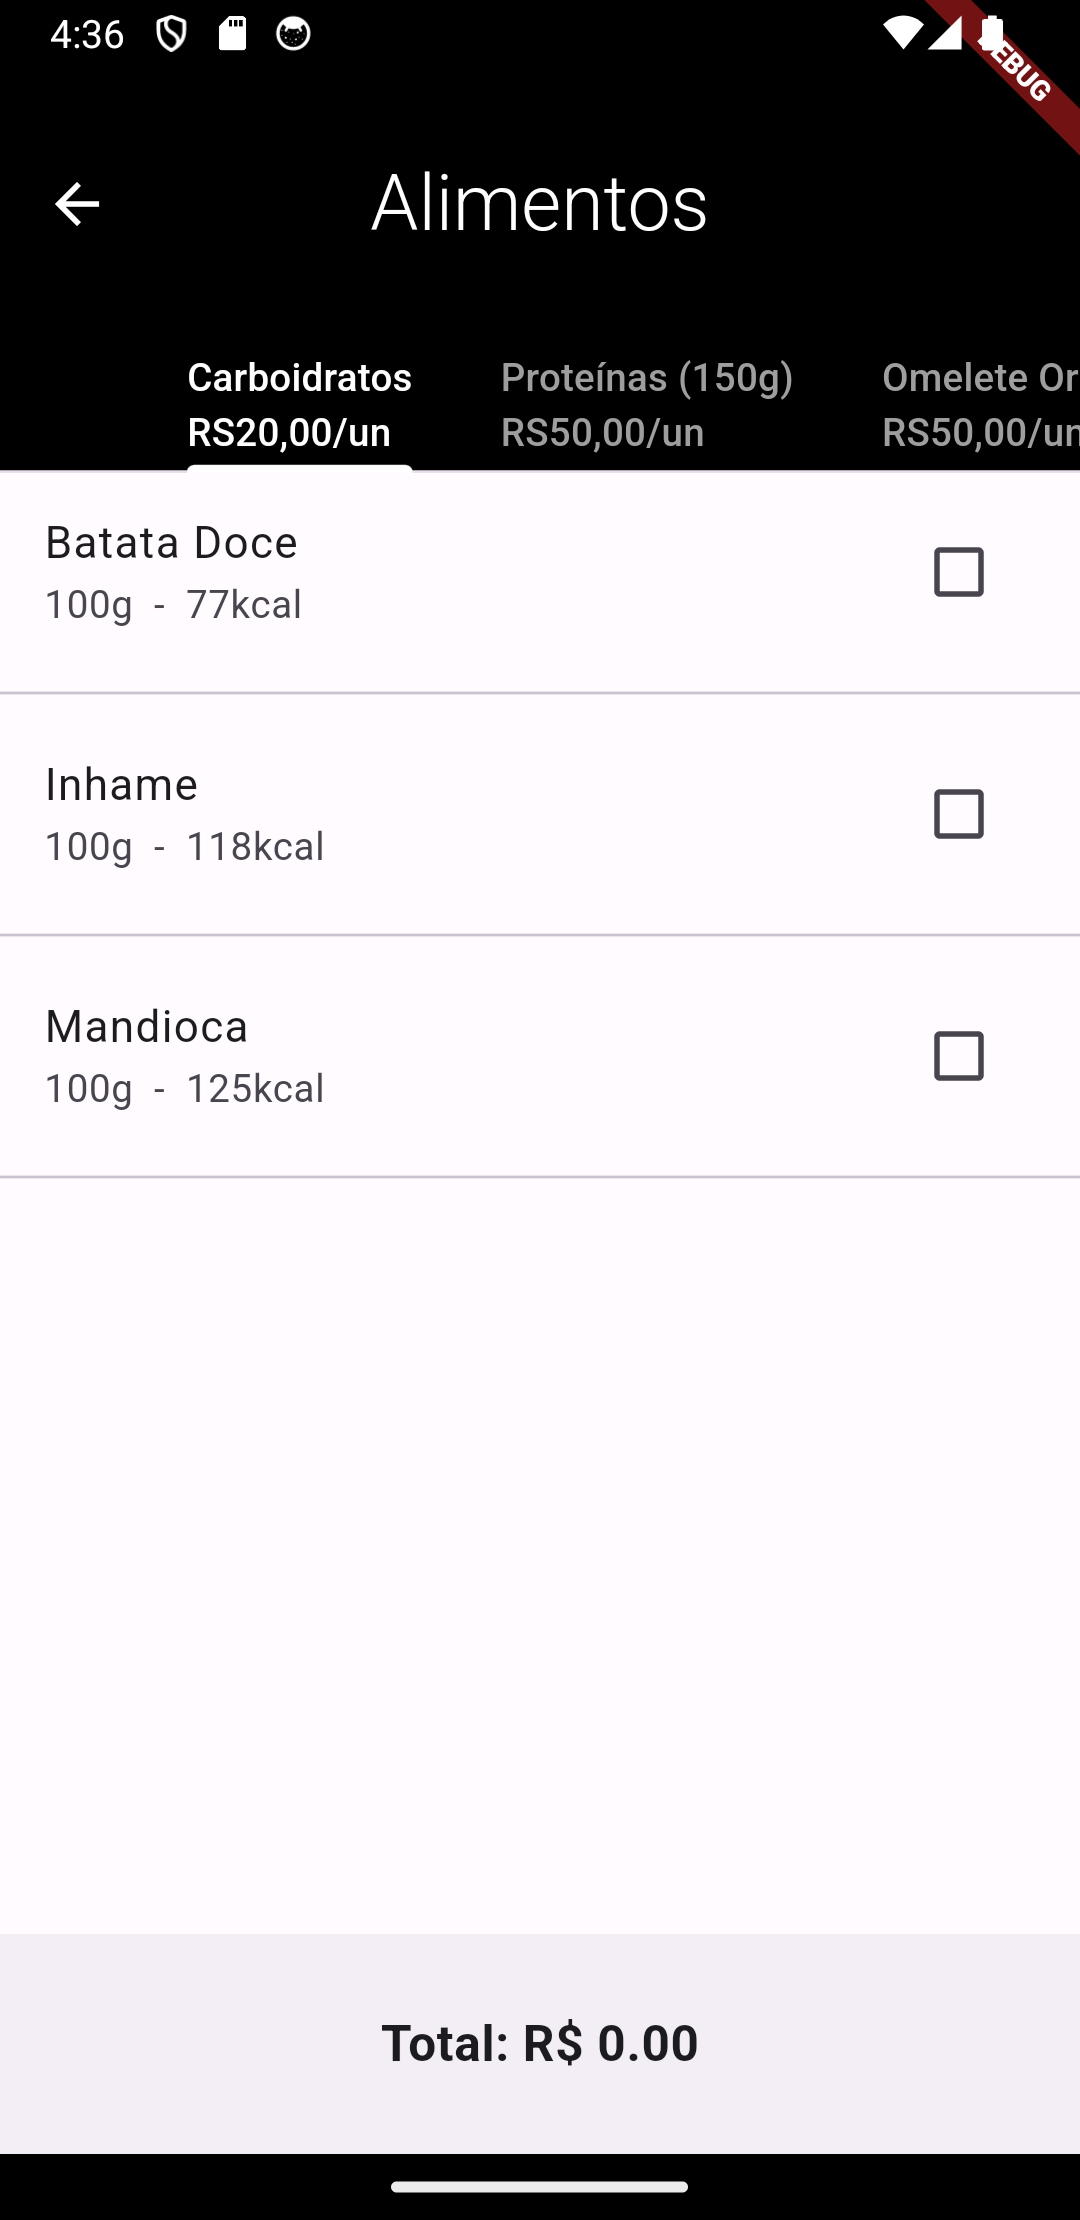 4:36
DEBUG
Alimentos
Carboidratos
RS20,00/un
Proteínas (150g)
RS50,00/un
Omelete Or
RS50,00/un
Batata Doce
100g - 77kcal
Inhame
100g - 118kcal
Mandioca
100g - 125kcal
Total: R$ 0.00